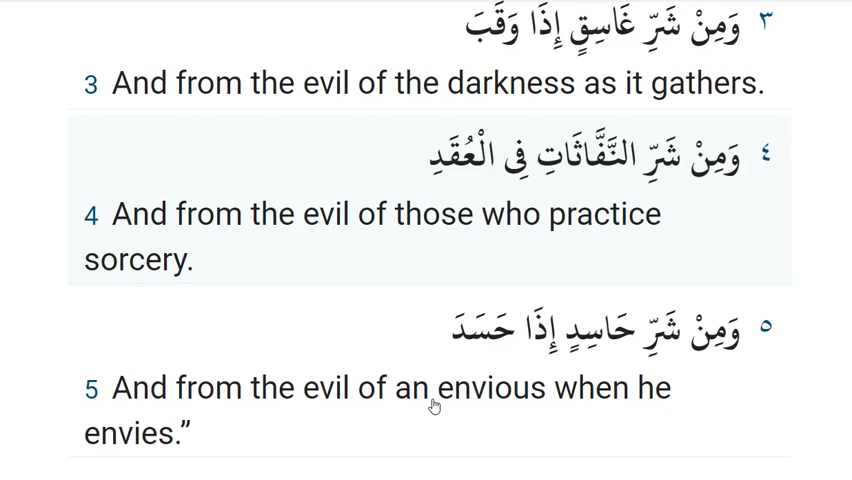 ٣ وَمِنْ شَرِّ غَاسِقٍ إِذَا وَقَبَ
3 And from the evil of the darkness as it gathers.
٤ وَمِنْ شَرِّ النَّفَّاثَاتِ فِي الْعُقَدِ
4 And from the evil of those who practice
sorcery.
٥ وَمِنْ شَرِّ حَاسِدٍ إِذَا حَسَدَ
5 And from the evil of an envious when he
envies.”